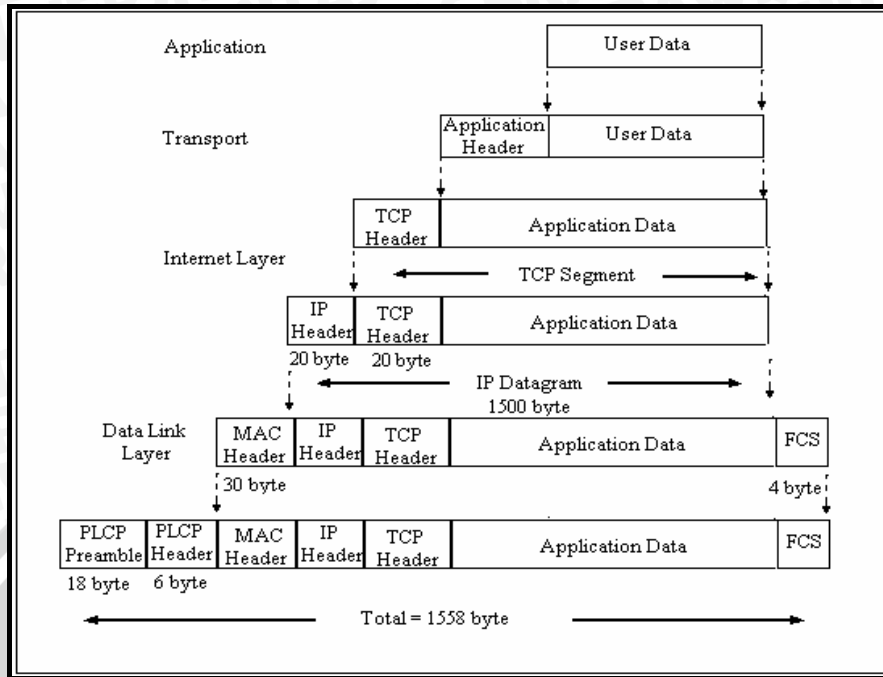 Application
User Data
Transport
Application
Header
User Data
TCP
Header
Application Data
Internet Layer
TCP Segment
IP
Header
TCP
Header
Application Data
20 byte
20 byte
IP Datagram
1500 byte
Data Link
Layer
MAC
Header
IP
Header
TCP
Header
Application Data
FCS
30 byte
4 byte
PLCP
Preamble
PLCP
Header
MAC
Header
IP
Header
TCP
Header
Application Data
FCS
18 byte
6 byte
Total = 1558 byte